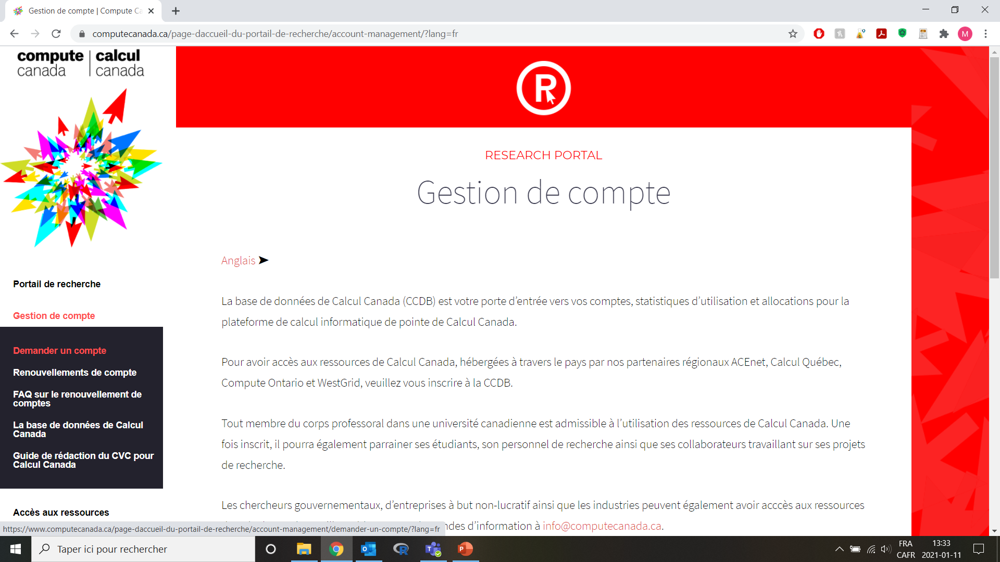 Gestion de compte | Compute Ca
computecanada.ca/page-daccueil-du-portail-de-recherche/account-management/?lang=fr
M
compute | calcul
canada | canada
R
RESEARCH PORTAL
Gestion de compte
Anglais ➤
Portail de recherche
Gestion de compte
Demander un compte
Renouvellements de compte
FAQ sur le renouvellement de
comptes
La base de données de Calcul
Canada
Guide de rédaction du CVC pour
Calcul Canada
Accès aux ressources
La base de données de Calcul Canada (CCDB) est votre porte d’entrée vers vos comptes, statistiques d’utilisation et allocations pour la
plateforme de calcul informatique de pointe de Calcul Canada.
Pour avoir accès aux ressources de Calcul Canada, hébergées à travers le pays par nos partenaires régionaux ACEnet, Calcul Québec,
Compute Ontario et WestGrid, veuillez vous inscrire à la CCDB.
Tout membre du corps professoral dans une université canadienne est admissible à l’utilisation des ressources de Calcul Canada. Une
fois inscrit, il pourra également parrainer ses étudiants, son personnel de recherche ainsi que ses collaborateurs travaillant sur ses projets
de recherche.
Les chercheurs gouvernementaux, d’entreprises à but non-lucratif ainsi que les industries peuvent également avoir acccès aux ressources
d’information à info@computecanada.ca.
https://www.computecanada.ca/page-daccueil-du-portail-de-recherche/account-management/demander-un-compte/?lang=fr
Taper ici pour rechercher
FRA
CAFR
13:33
2021-01-11